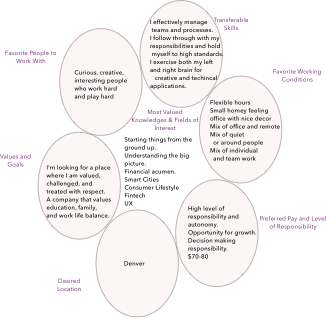 I effectively manage
teams and processes.
I follow through with my
responsibilities and hold
myself to high standards.
I exercise both my left
and right brain for
creative and techincal
applications.
Transferable
Skills
Favorite People to
Work With
Curious, creative,
interesting people
who work hard
and play hard
Favorite Working
Conditions
Flexible hours
Small homey feeling
office with nice decor
Mix of office and remote
Mix of quiet
or around people
Mix of individual
and team work
Most Valued
Knowledges & Fields of
Interest
Starting things from the
ground up.
Understanding the big
picture.
Financial acumen.
Smart Cities
Consumer Lifestyle
Fintech
UX
Values and
Goals
I'm looking for a place
where I am valued,
challenged, and
treated with respect.
A company that values
education, family,
and work life balance.
High level of
responsibility and
autonomy.
Opportunity for growth.
Decision making
responsibility.
$70-80
Preferred Pay and Level
of Responsibility
Denver
Desired
Location